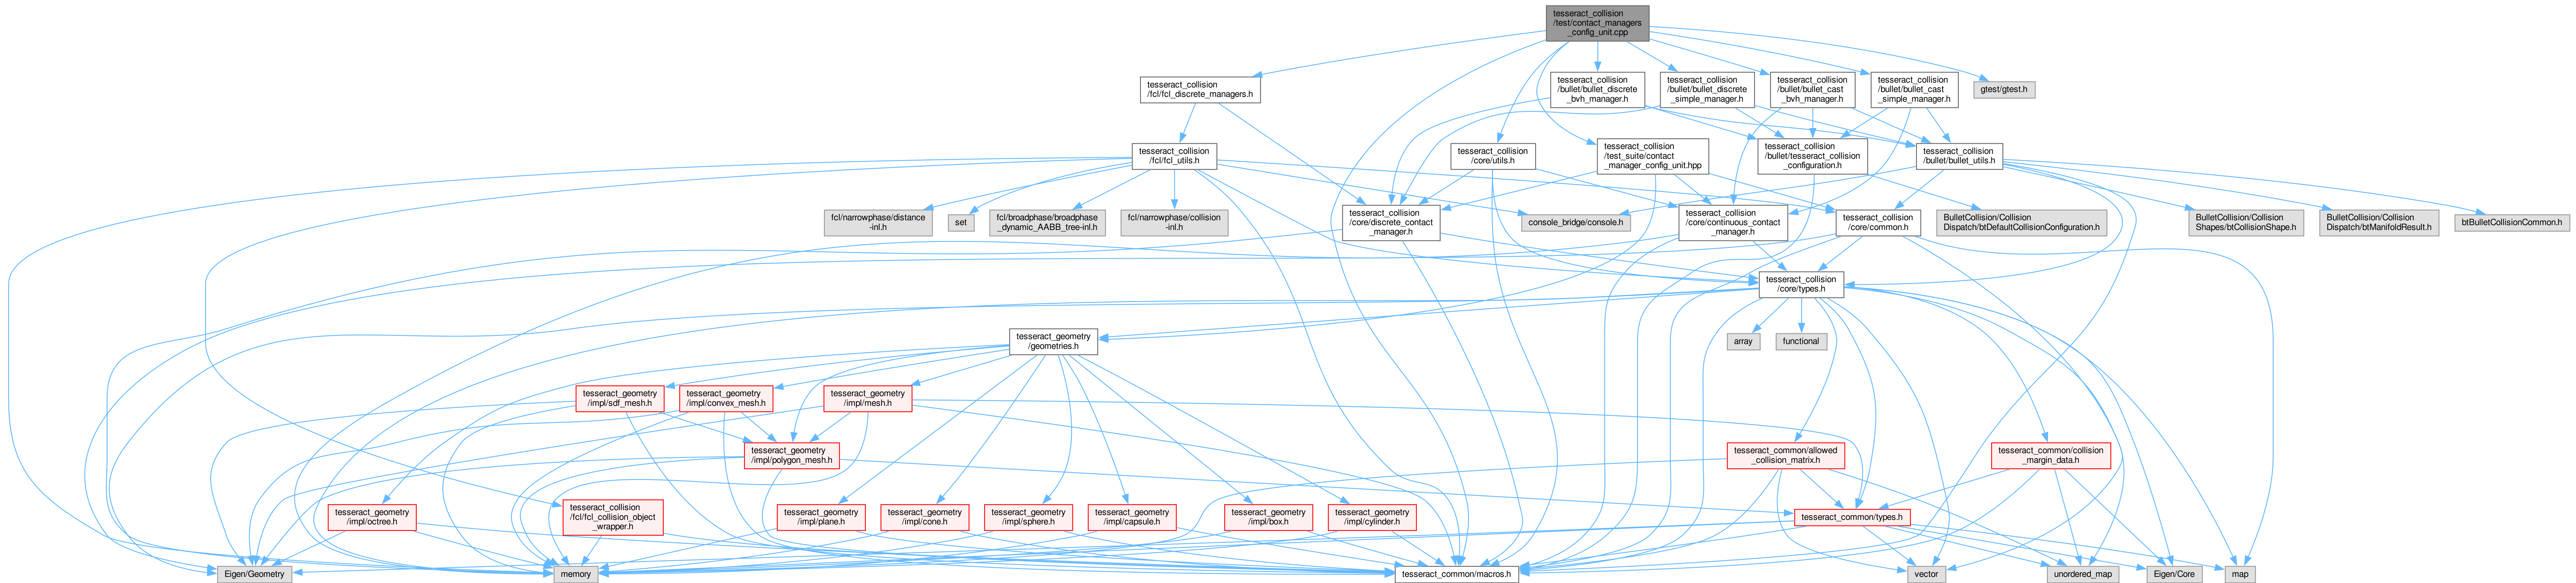 tesseract_collision
/test/contact_managers
_config_unit.cpp
tesseract_collision
/fcl/fcl_discrete_managers.h
tesseract_collision
/bullet/bullet_discrete
_bvh_manager.h
tesseract_collision
/bullet/bullet_discrete
_simple_manager.h
tesseract_collision
/bullet/bullet_cast
_bvh_manager.h
tesseract_collision
/bullet/bullet_cast
_simple_manager.h
gtest/gtest.h
tesseract_collision
/fcl/fcl_utils.h
tesseract_collision
/core/utils.h
tesseract_collision
/test_suite/contact
_manager_config_unit.hpp
tesseract_collision
/bullet/tesseract_collision
_configuration.h
tesseract_collision
/bullet/bullet_utils.h
fcl/narrowphase/distance
-inl.h
set
fcl/broadphase/broadphase
_dynamic_AABB_tree-inl.h
fcl/narrowphase/collision
-inl.h
tesseract_collision
/core/discrete_contact
_manager.h
console_bridge/console.h
tesseract_collision
/core/continuous_contact
_manager.h
tesseract_collision
/core/common.h
BulletCollision/Collision
Dispatch/btDefaultCollisionConfiguration.h
BulletCollision/Collision
Shapes/btCollisionShape.h
BulletCollision/Collision
Dispatch/btManifoldResult.h
btBulletCollisionCommon.h
tesseract_collision
/core/types.h
tesseract_geometry
/geometries.h
array
functional
tesseract_geometry
/impl/sdf_mesh.h
tesseract_geometry
/impl/convex_mesh.h
tesseract_geometry
/impl/mesh.h
tesseract_geometry
/impl/polygon_mesh.h
tesseract_common/allowed
_collision_matrix.h
tesseract_common/collision
_margin_data.h
tesseract_geometry
/impl/octree.h
tesseract_collision
/fcl/fcl_collision_object
_wrapper.h
tesseract_geometry
/impl/plane.h
tesseract_geometry
/impl/cone.h
tesseract_geometry
/impl/sphere.h
tesseract_geometry
/impl/capsule.h
tesseract_geometry
/impl/box.h
tesseract_geometry
/impl/cylinder.h
tesseract_common/types.h
Eigen/Geometry
memory
tesseract_common/macros.h
vector
unordered_map
Eigen/Core
map